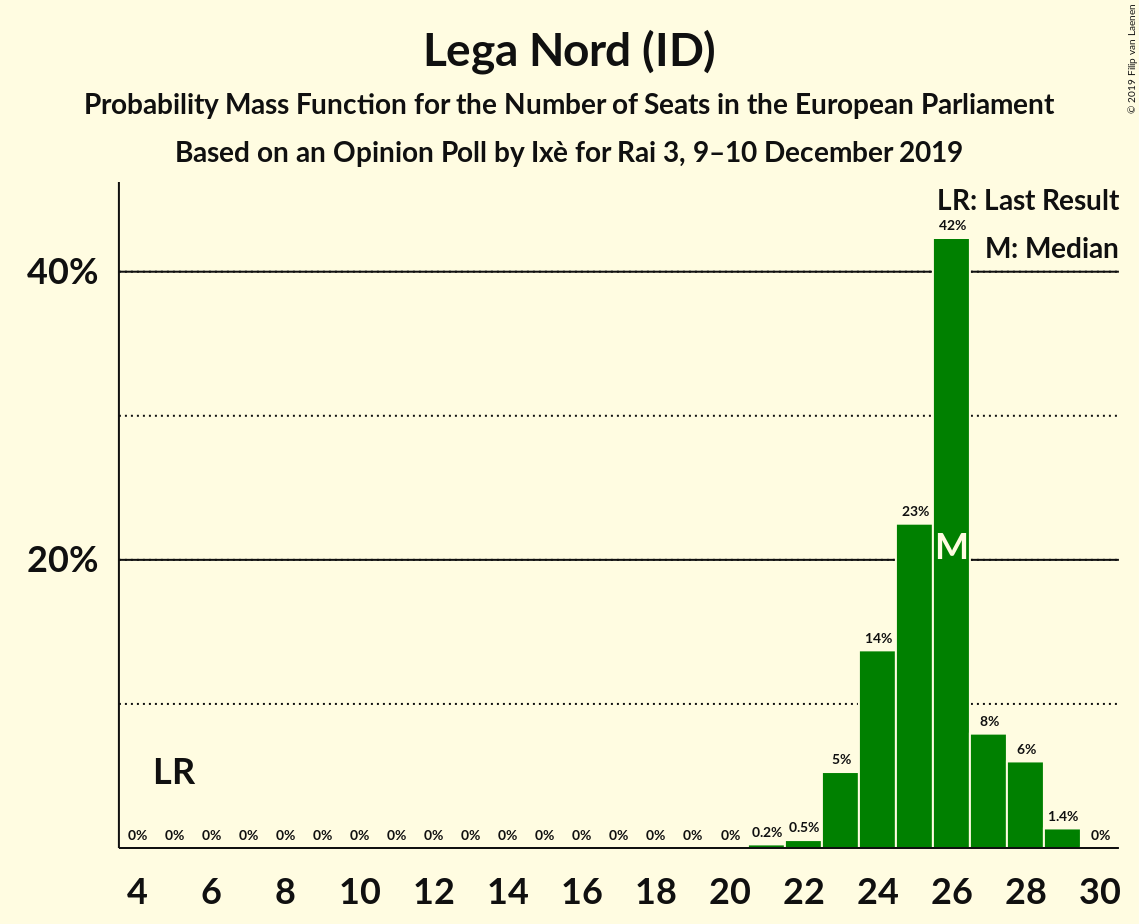 Lega Nord (ID)
Probability Mass Function for the Number of Seats in the European Parliament
Based on an Opinion Poll by Ixè for Rai 3, 9–10 December 2019
© 2019 Filip van Laenen
LR: Last Result
M: Median
40%
20%
42%
23%
M
14%
8%
6%
5%
LR
1.4%
0% 0% 0% 0% 0% 0% 0% 0% 0% 0% 0% 0% 0% 0% 0% 0% 0% 0.2% 0.5% 0%
4 6 8 10 12 14 16 18 20 22 24 26 28 30